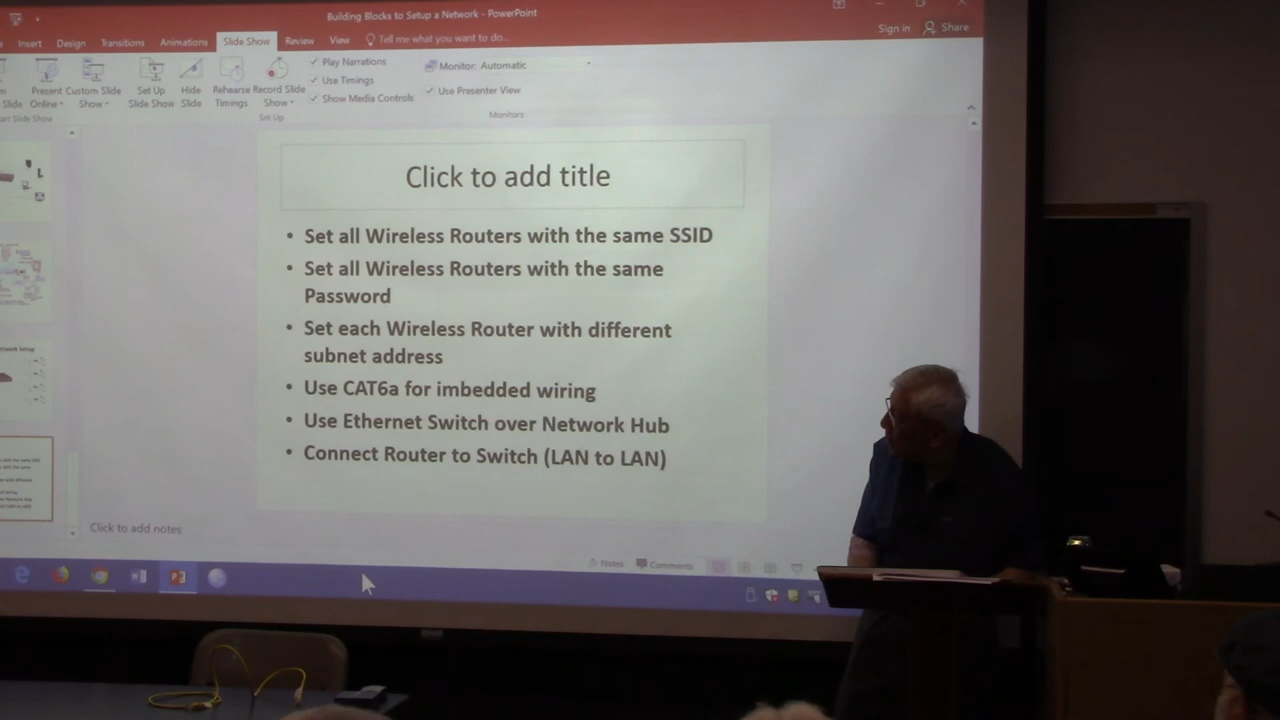 Building Blocks to Setup a Network - PowerPoint
Sign in Share
Insert Design Transitions Animations Slide Show Review View Tell me what you want to do...
Play Narrations
Monitor: Automatic
Use Timings
Use Presenter View
Show Media Controls
Slide
Present Online
Custom Slide Show
Set Up Slide Show
Hide Slide
Rehearse Timings
Record Slide Show
Slide Show
Set Up
Monitors
Click to add title
• Set all Wireless Routers with the same SSID
• Set all Wireless Routers with the same
Password
• Set each Wireless Router with different
subnet address
• Use CAT6a for imbedded wiring
• Use Ethernet Switch over Network Hub
• Connect Router to Switch (LAN to LAN)
Click to add notes
Notes Comments